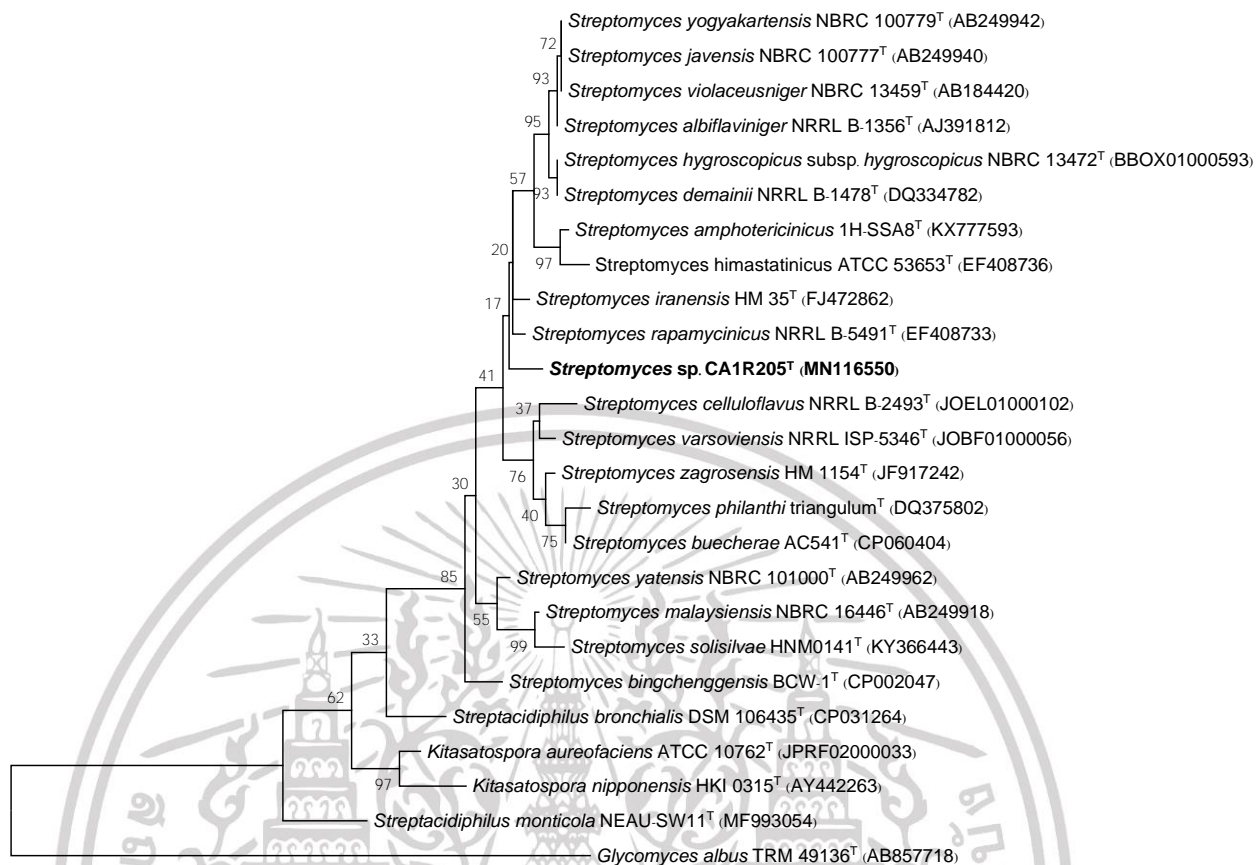 Streptomyces yogyakartensis NBRC 100779ᵀ (AB249942)
72
Streptomyces javensis NBRC 100777ᵀ (AB249940)
93
Streptomyces violaceusniger NBRC 13459ᵀ (AB184420)
95
Streptomyces albiflaviniger NRRL B-1356ᵀ (AJ391812)
Streptomyces hygroscopicus subsp. hygroscopicus NBRC 13472ᵀ (BBOX01000593)
57
93
Streptomyces demainii NRRL B-1478ᵀ (DQ334782)
Streptomyces amphotericinicus 1H-SSA8ᵀ (KX777593)
20
97
Streptomyces himastatinicus ATCC 53653ᵀ (EF408736)
17
Streptomyces iranensis HM 35ᵀ (FJ472862)
Streptomyces rapamycinicus NRRL B-5491ᵀ (EF408733)
41
Streptomyces sp. CA1R205ᵀ (MN116550)
37
Streptomyces celluloflavus NRRL B-2493ᵀ (JOEL01000102)
Streptomyces varsoviensis NRRL ISP-5346ᵀ (JOBF01000056)
76
Streptomyces zagrosensis HM 1154ᵀ (JF917242)
30
40
Streptomyces philanthi triangulumᵀ (DQ375802)
75
Streptomyces buecherae AC541ᵀ (CP060404)
85
Streptomyces yatensis NBRC 101000ᵀ (AB249962)
55
Streptomyces malaysiensis NBRC 16446ᵀ (AB249918)
33
99
Streptomyces solisilvae HNM0141ᵀ (KY366443)
Streptomyces bingchenggensis BCW-1ᵀ (CP002047)
62
Streptacidiphilus bronchialis DSM 106435ᵀ (CP031264)
Kitasatospora aureofaciens ATCC 10762ᵀ (JPRF02000033)
97
Kitasatospora nipponensis HKI 0315ᵀ (AY442263)
Streptacidiphilus monticola NEAU-SW11ᵀ (MF993054)
Glycomyces albus TRM 49136ᵀ (AB857718)